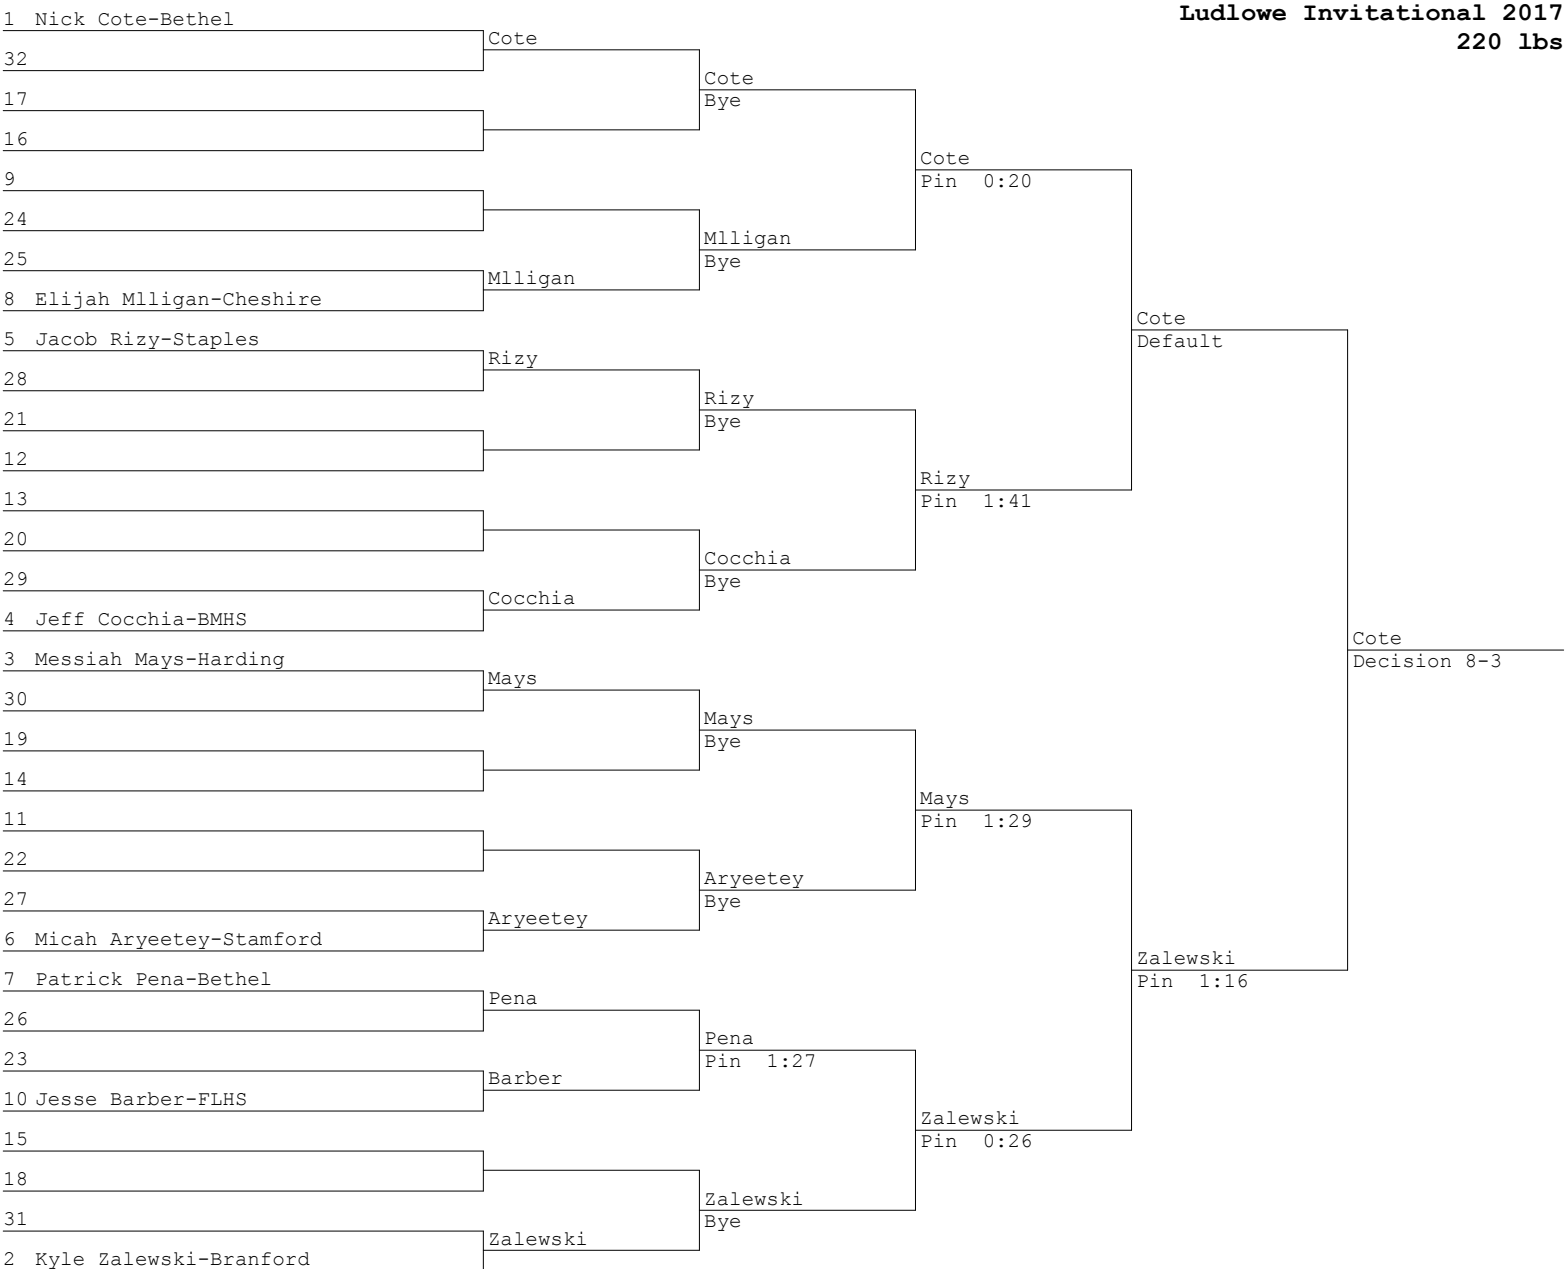 Ludlowe Invitational 2017
220 lbs
1 Nick Cote-Bethel
32
17
16
9
24
25
8 Elijah Mlligan-Cheshire
5 Jacob Rizy-Staples
28
21
12
13
20
29
4 Jeff Cocchia-BMHS
3 Messiah Mays-Harding
30
19
14
11
22
27
6 Micah Aryeetey-Stamford
7 Patrick Pena-Bethel
26
23
10 Jesse Barber-FLHS
15
18
31
2 Kyle Zalewski-Branford
Cote
Mlligan
Rizy
Cocchia
Mays
Aryeetey
Pena
Barber
Zalewski
Cote
Bye
Mlligan
Bye
Rizy
Bye
Cocchia
Bye
Mays
Bye
Aryeetey
Bye
Pena
Pin 1:27
Zalewski
Bye
Cote
Pin 0:20
Rizy
Pin 1:41
Mays
Pin 1:29
Zalewski
Pin 0:26
Cote
Default
Zalewski
Pin 1:16
Cote
Decision 8-3